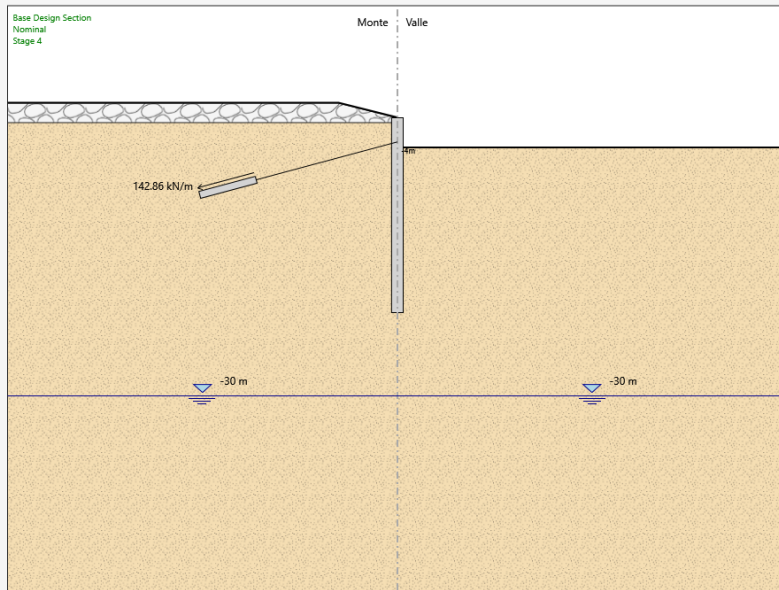 Base Design Section
Nominal
Stage 4
Monte
Valle
-4m
142.86 kN/m
-30 m
-30 m